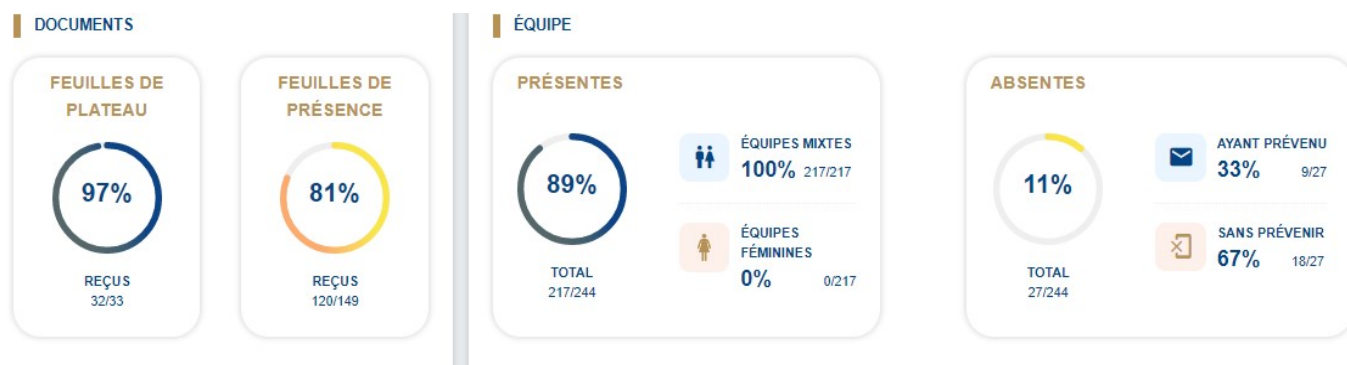 DOCUMENTS
FEUILLES DE
PLATEAU
97%
REÇUS
32/33
FEUILLES DE
PRÉSENCE
81%
REÇUS
120/149
ÉQUIPE
PRÉSENTES
89%
TOTAL
217/244
ÉQUIPES MIXTES
100% 217/217
ÉQUIPES
FÉMININES
0% 0/217
ABSENTES
11%
TOTAL
27/244
AYANT PRÉVENU
33% 9/27
SANS PRÉVENIR
67% 18/27